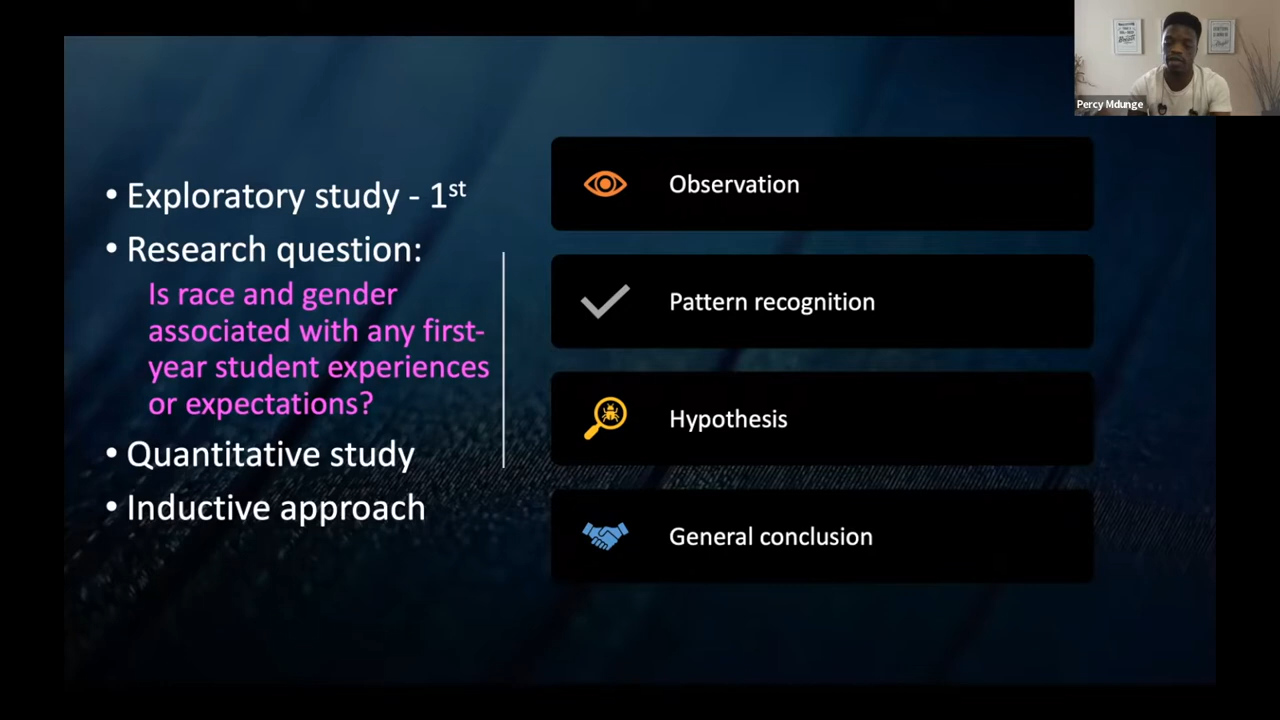 • Exploratory study - 1st
• Research question:
Is race and gender
associated with any first-
year student experiences
or expectations?
• Quantitative study
• Inductive approach
Observation
Pattern recognition
Hypothesis
General conclusion
Percy Mdunge